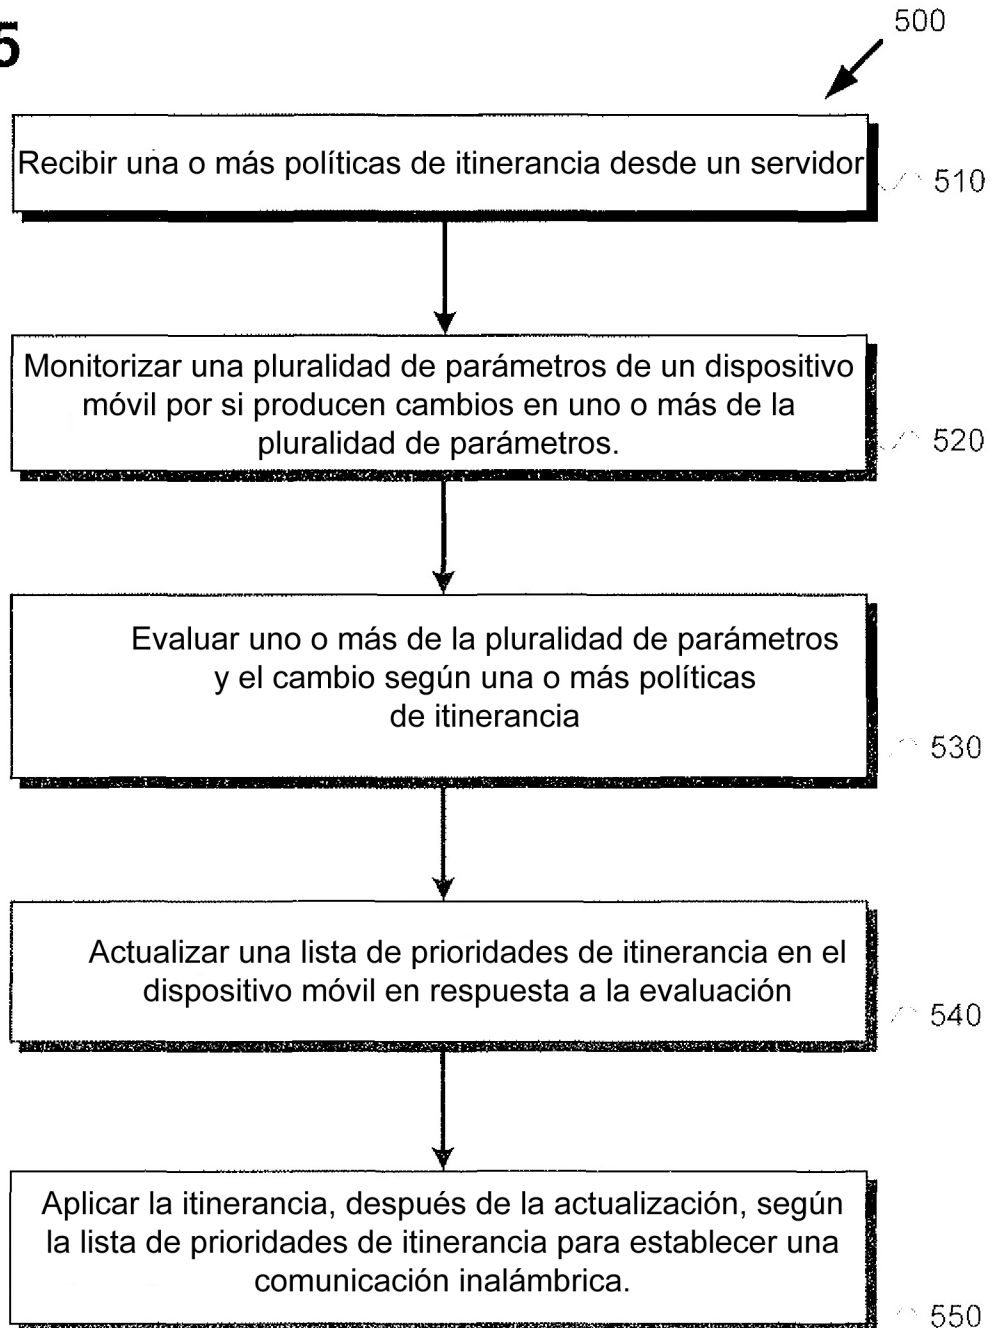 5
500
Recibir una o más políticas de itinerancia desde un servidor
510
Monitorizar una pluralidad de parámetros de un dispositivo
móvil por si producen cambios en uno o más de la
pluralidad de parámetros.
520
Evaluar uno o más de la pluralidad de parámetros
y el cambio según una o más políticas
de itinerancia
530
Actualizar una lista de prioridades de itinerancia en el
dispositivo móvil en respuesta a la evaluación
540
Aplicar la itinerancia, después de la actualización, según
la lista de prioridades de itinerancia para establecer una
comunicación inalámbrica.
550